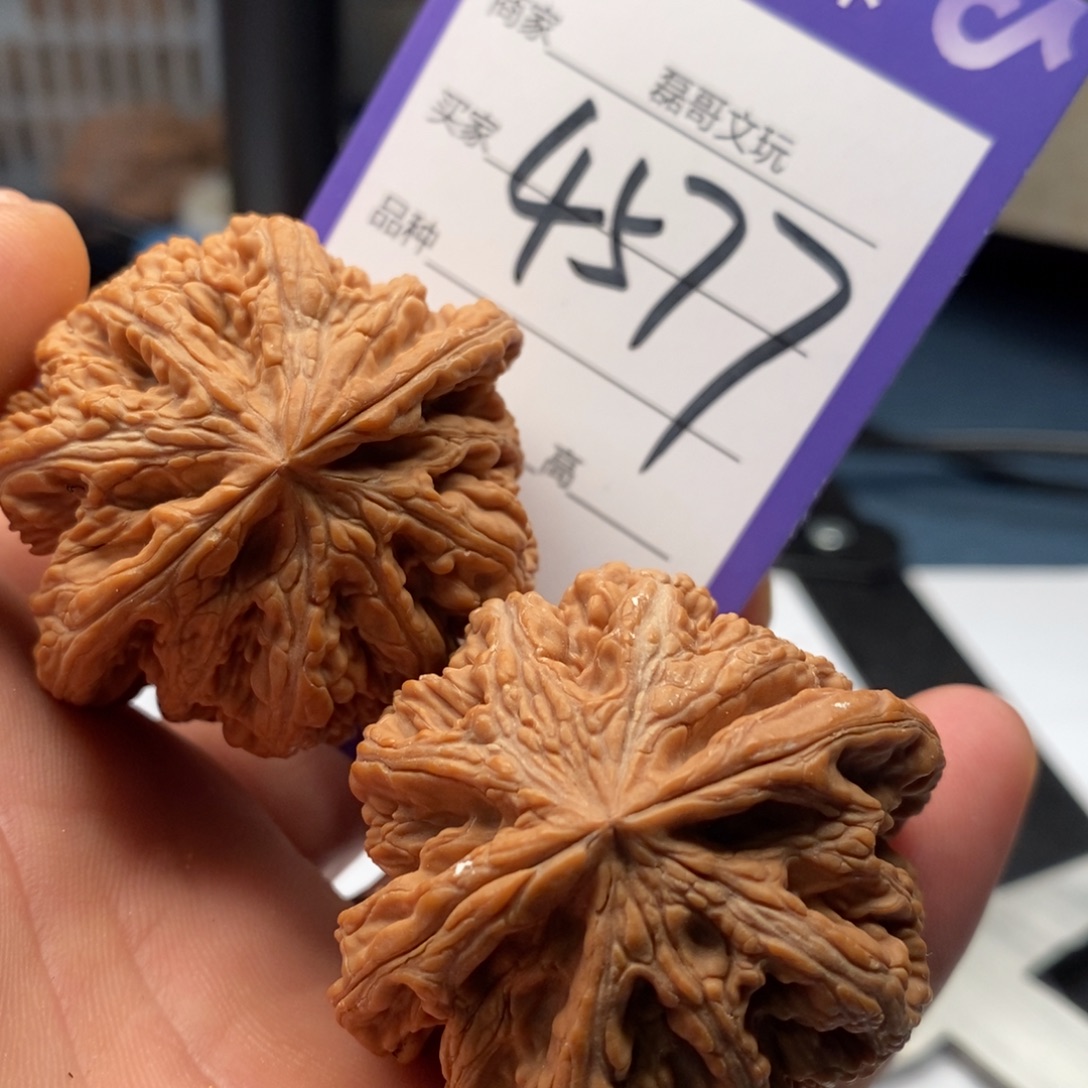 商家 磊哥文玩
买家 4577
品种
高